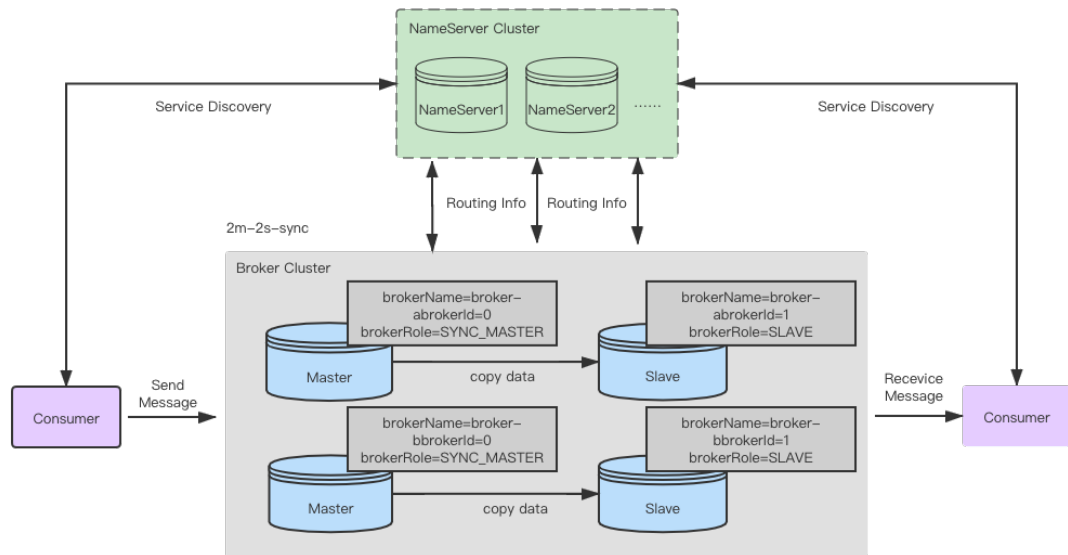 NameServer Cluster
NameServer1
NameServer2
......
Service Discovery
Service Discovery
Routing Info
Routing Info
2m-2s-sync
Broker Cluster
brokerName=broker-
abrokerId=0
brokerRole=SYNC_MASTER
brokerName=broker-
abrokerId=1
brokerRole=SLAVE
Master
copy data
Slave
Send
Message
Consumer
Recevice
Message
Consumer
brokerName=broker-
bbrokerId=0
brokerRole=SYNC_MASTER
brokerName=broker-
bbrokerId=1
brokerRole=SLAVE
Master
copy data
Slave